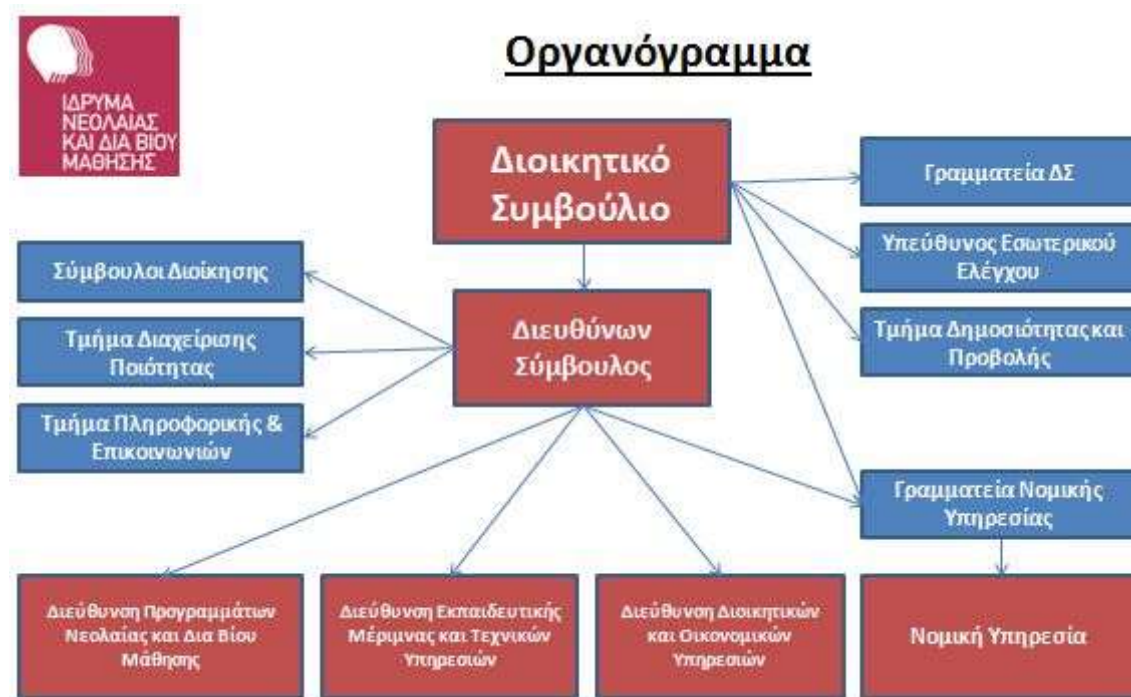 ΙΔΡΥΜΑ
ΝΕΟΛΑΙΑΣ
ΚΑΙ ΔΙΑ ΒΙΟΥ
ΜΑΘΗΣΗΣ
Οργανόγραμμα
Διοικητικό
Συμβούλιο
Γραμματεία ΔΣ
Υπεύθυνος Εσωτερικού
Ελέγχου
Τμήμα Δημοσιότητας και
Προβολής
Σύμβουλοι Διοίκησης
Τμήμα Διαχείρισης
Ποιότητας
Τμήμα Πληροφορικής &
Επικοινωνιών
Διευθύνων
Σύμβουλος
Γραμματεία Νομικής
Υπηρεσίας
Διεύθυνση Προγραμμάτων
Νεολαίας και Δια Βίου
Μάθησης
Διεύθυνση Εκπαιδευτικής
Μέριμνας και Τεχνικών
Υπηρεσιών
Διεύθυνση Διοικητικών
και Οικονομικών
Υπηρεσιών
Νομική Υπηρεσία